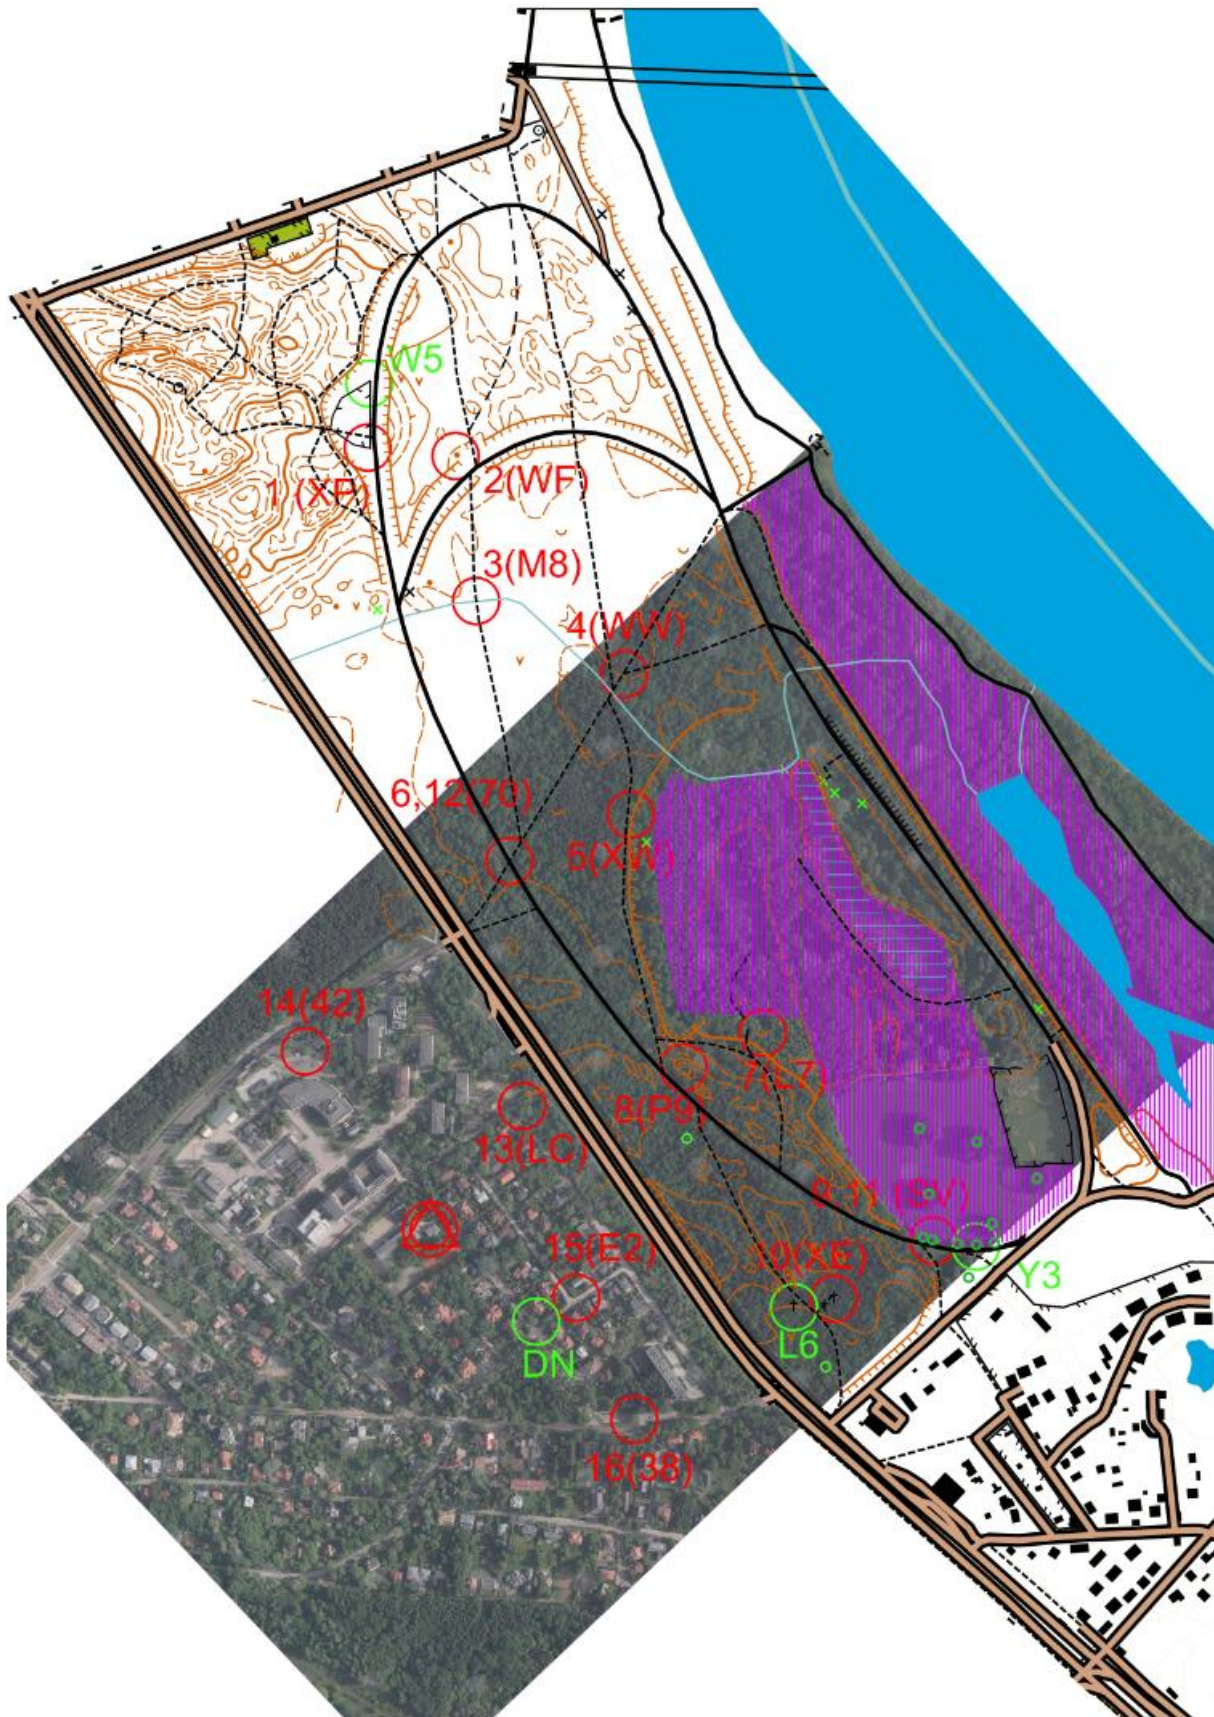 W5
1 (XP)
2(WF)
3(M8)
4(WW)
6,12(70)
5(XW)
14(42)
7(L7)
8(P9)
13(LC)
9,11 (EV)
15(E2)
10(XE)
Y3
L6
DN
16(38)